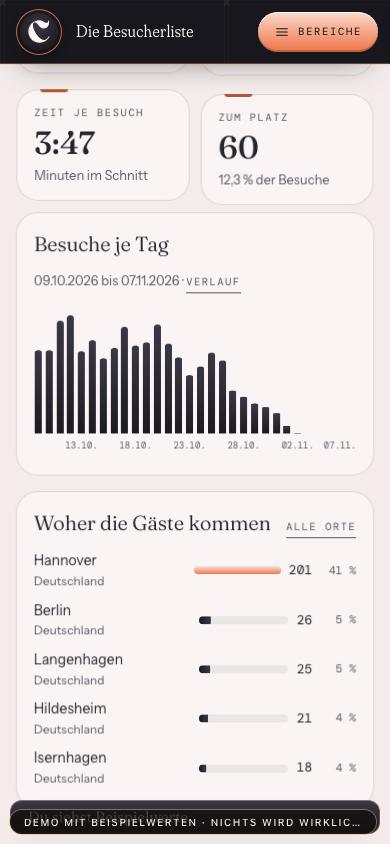 C
Die Besucherliste
BEREICHE
ZEIT JE BESUCH
3:47
Minuten im Schnitt
ZUM PLATZ
60
12,3 % der Besuche
Besuche je Tag
09.10.2026 bis 07.11.2026 · VERLAUF
13.10. 18.10. 23.10. 28.10. 02.11. 07.11.
Woher die Gäste kommen
ALLE ORTE
Hannover
Deutschland
201 41 %
Berlin
Deutschland
26 5 %
Langenhagen
Deutschland
25 5 %
Hildesheim
Deutschland
21 4 %
Isernhagen
Deutschland
18 4 %
Du siehst Beispielwerte
DEMO MIT BEISPIELWERTEN · NICHTS WIRD WIRKLIC…